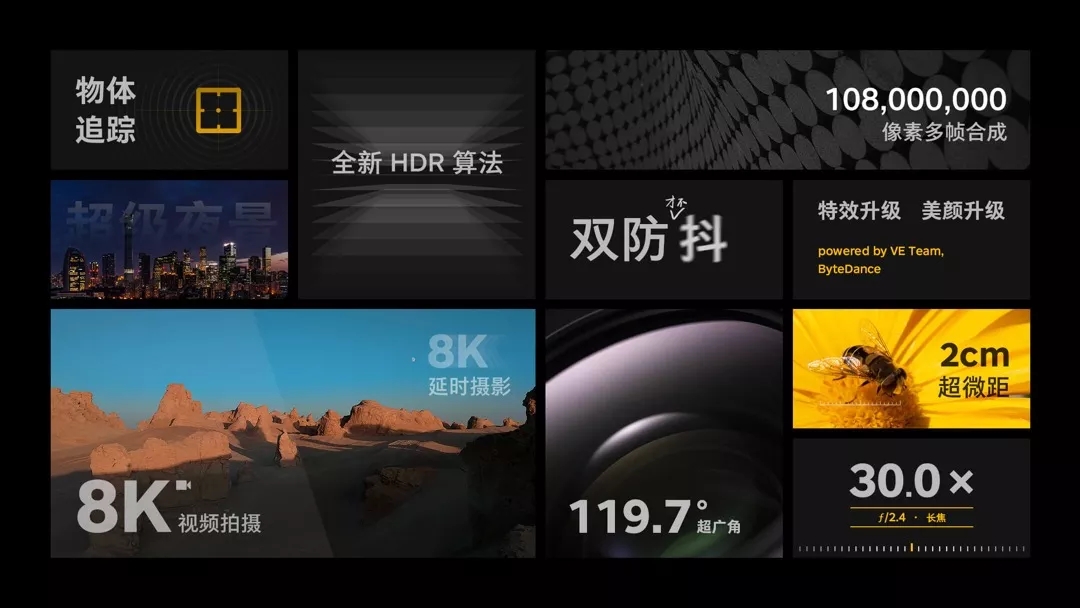 物体
追踪
全新 HDR 算法
108,000,000
像素多帧合成
超级夜景
双防抖
才不
特效升级 美颜升级
powered by VE Team,
ByteDance
8K
延时摄影
8K
视频拍摄
119.7°
超广角
2cm
超微距
30.0×
f/2.4 · 长焦